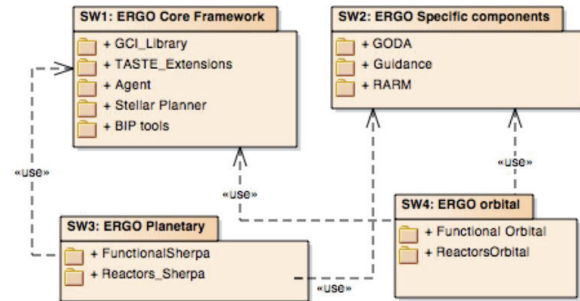 SW1: ERGO Core Framework
+ GCI_Library
+ TASTE_Extensions
+ Agent
+ Stellar Planner
+ BIP tools
SW2: ERGO Specific components
+ GODA
+ Guidance
+ RARM
«use»
«use»
«use»
«use»
SW3: ERGO Planetary
+ FunctionalSherpa
+ Reactors_Sherpa
SW4: ERGO orbital
+ Functional Orbital
+ ReactorsOrbital